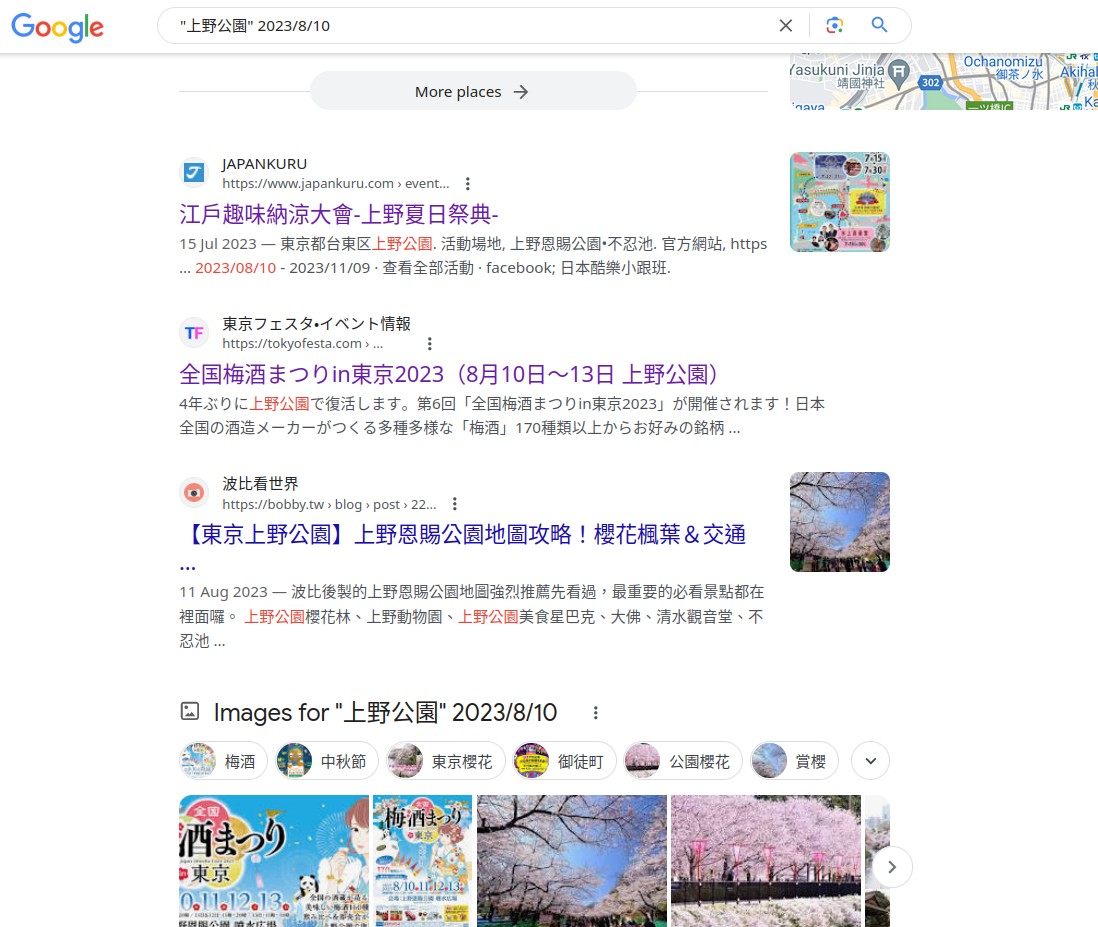 Google
"上野公園" 2023/8/10
Yasukuni Jinja
靖國神社
302
Ochanomizu
御茶ノ水
More places →
JAPANKURU
https://www.japankuru.com › event...
江戶趣味納涼大會-上野夏日祭典-
15 Jul 2023 — 東京都台東区上野公園. 活動場地, 上野恩賜公園•不忍池. 官方網站, https
... 2023/08/10 - 2023/11/09 · 查看全部活動 · facebook; 日本酷樂小跟班.
7月15日
7月30日
TF
東京フェスタ•イベント情報
https://tokyofesta.com › ...
全国梅酒まつりin東京2023（8月10日〜13日 上野公園）
4年ぶりに上野公園で復活します。第6回「全国梅酒まつりin東京2023」が開催されます！日本
全国の酒造メーカーがつくる多種多様な「梅酒」170種類以上からお好みの銘柄 ...
波比看世界
https://bobby.tw › blog › post › 22...
【東京上野公園】上野恩賜公園地圖攻略！櫻花楓葉＆交通
...
11 Aug 2023 — 波比後製的上野恩賜公園地圖強烈推薦先看過，最重要的必看景點都在
裡面囉。 上野公園櫻花林、上野動物園、上野公園美食星巴克、大佛、清水觀音堂、不
忍池 ...
Images for "上野公園" 2023/8/10
梅酒
中秋節
東京櫻花
御徒町
公園櫻花
賞櫻
全国
酒まつり
東京
梅酒まつり
東京
8/10.11.12.13